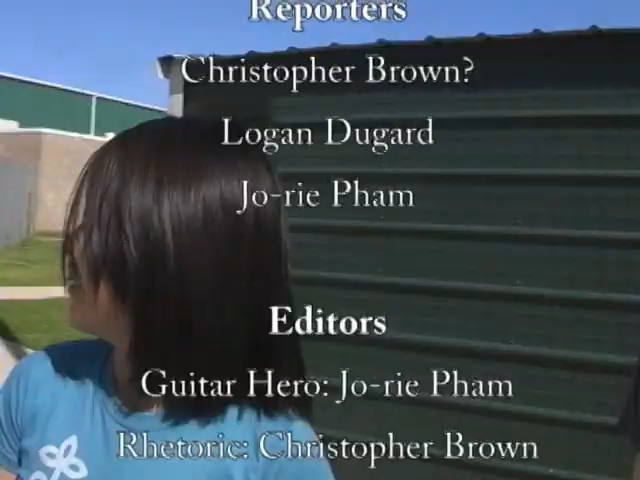 Reporters
Christopher Brown?
Logan Dugard
Jo-rie Pham
Editors
Guitar Hero: Jo-rie Pham
Rhetoric: Christopher Brown